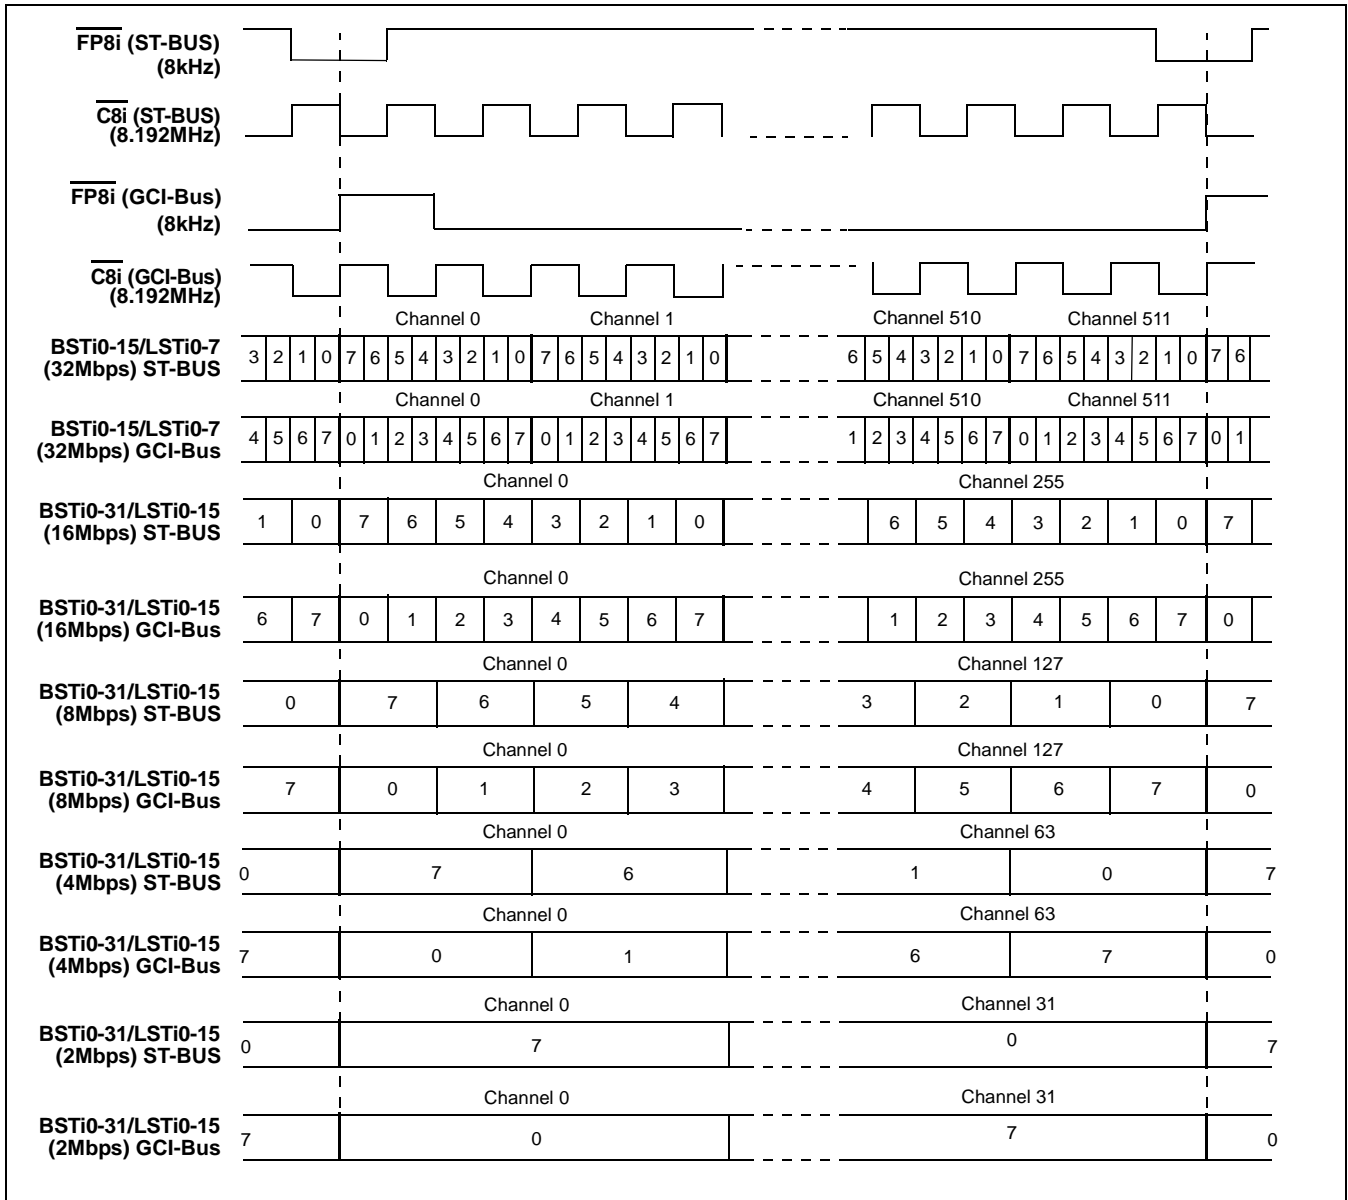 FP8i (ST-BUS)
(8kHz)
C8i (ST-BUS)
(8.192MHz)
FP8i (GCI-Bus)
(8kHz)
C8i (GCI-Bus)
(8.192MHz)
Channel 0 Channel 1 Channel 510 Channel 511
BSTi0-15/LSTi0-7
(32Mbps) ST-BUS
3 2 1 0 7 6 5 4 3 2 1 0 7 6 5 4 3 2 1 0 6 5 4 3 2 1 0 7 6 5 4 3 2 1 0 7 6
Channel 0 Channel 1 Channel 510 Channel 511
BSTi0-15/LSTi0-7
(32Mbps) GCI-Bus
4 5 6 7 0 1 2 3 4 5 6 7 0 1 2 3 4 5 6 7 1 2 3 4 5 6 7 0 1 2 3 4 5 6 7 0 1
Channel 0 Channel 255
BSTi0-31/LSTi0-15
(16Mbps) ST-BUS
1 0 7 6 5 4 3 2 1 0 6 5 4 3 2 1 0 7
Channel 0 Channel 255
BSTi0-31/LSTi0-15
(16Mbps) GCI-Bus
6 7 0 1 2 3 4 5 6 7 1 2 3 4 5 6 7 0
Channel 0 Channel 127
BSTi0-31/LSTi0-15
(8Mbps) ST-BUS
0 7 6 5 4 3 2 1 0 7
Channel 0 Channel 127
BSTi0-31/LSTi0-15
(8Mbps) GCI-Bus
7 0 1 2 3 4 5 6 7 0
Channel 0 Channel 63
BSTi0-31/LSTi0-15
(4Mbps) ST-BUS
0 7 6 1 0 7
Channel 0 Channel 63
BSTi0-31/LSTi0-15
(4Mbps) GCI-Bus
7 0 1 6 7 0
Channel 0 Channel 31
BSTi0-31/LSTi0-15
(2Mbps) ST-BUS
0 7 0 7
Channel 0 Channel 31
BSTi0-31/LSTi0-15
(2Mbps) GCI-Bus
7 0 7 0